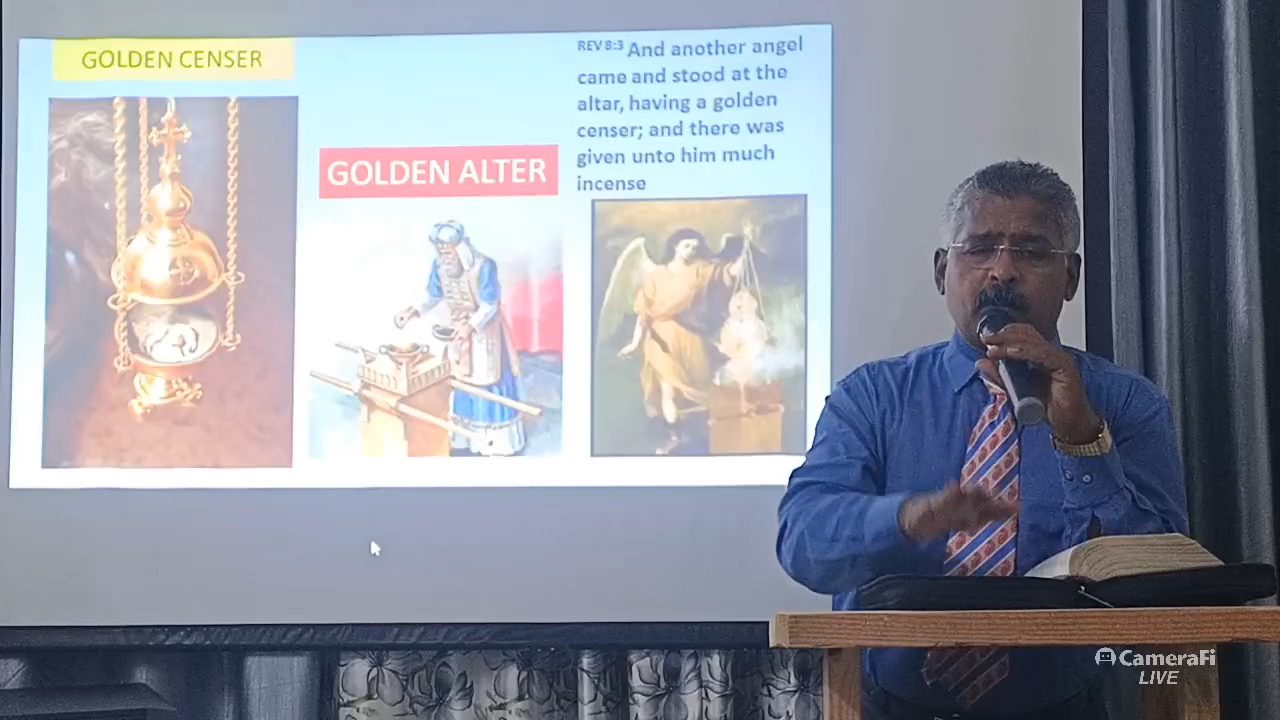 GOLDEN CENSER
GOLDEN ALTER
REV 8:3 And another angel
came and stood at the
altar, having a golden
censer; and there was
given unto him much
incense
CameraFi
LIVE